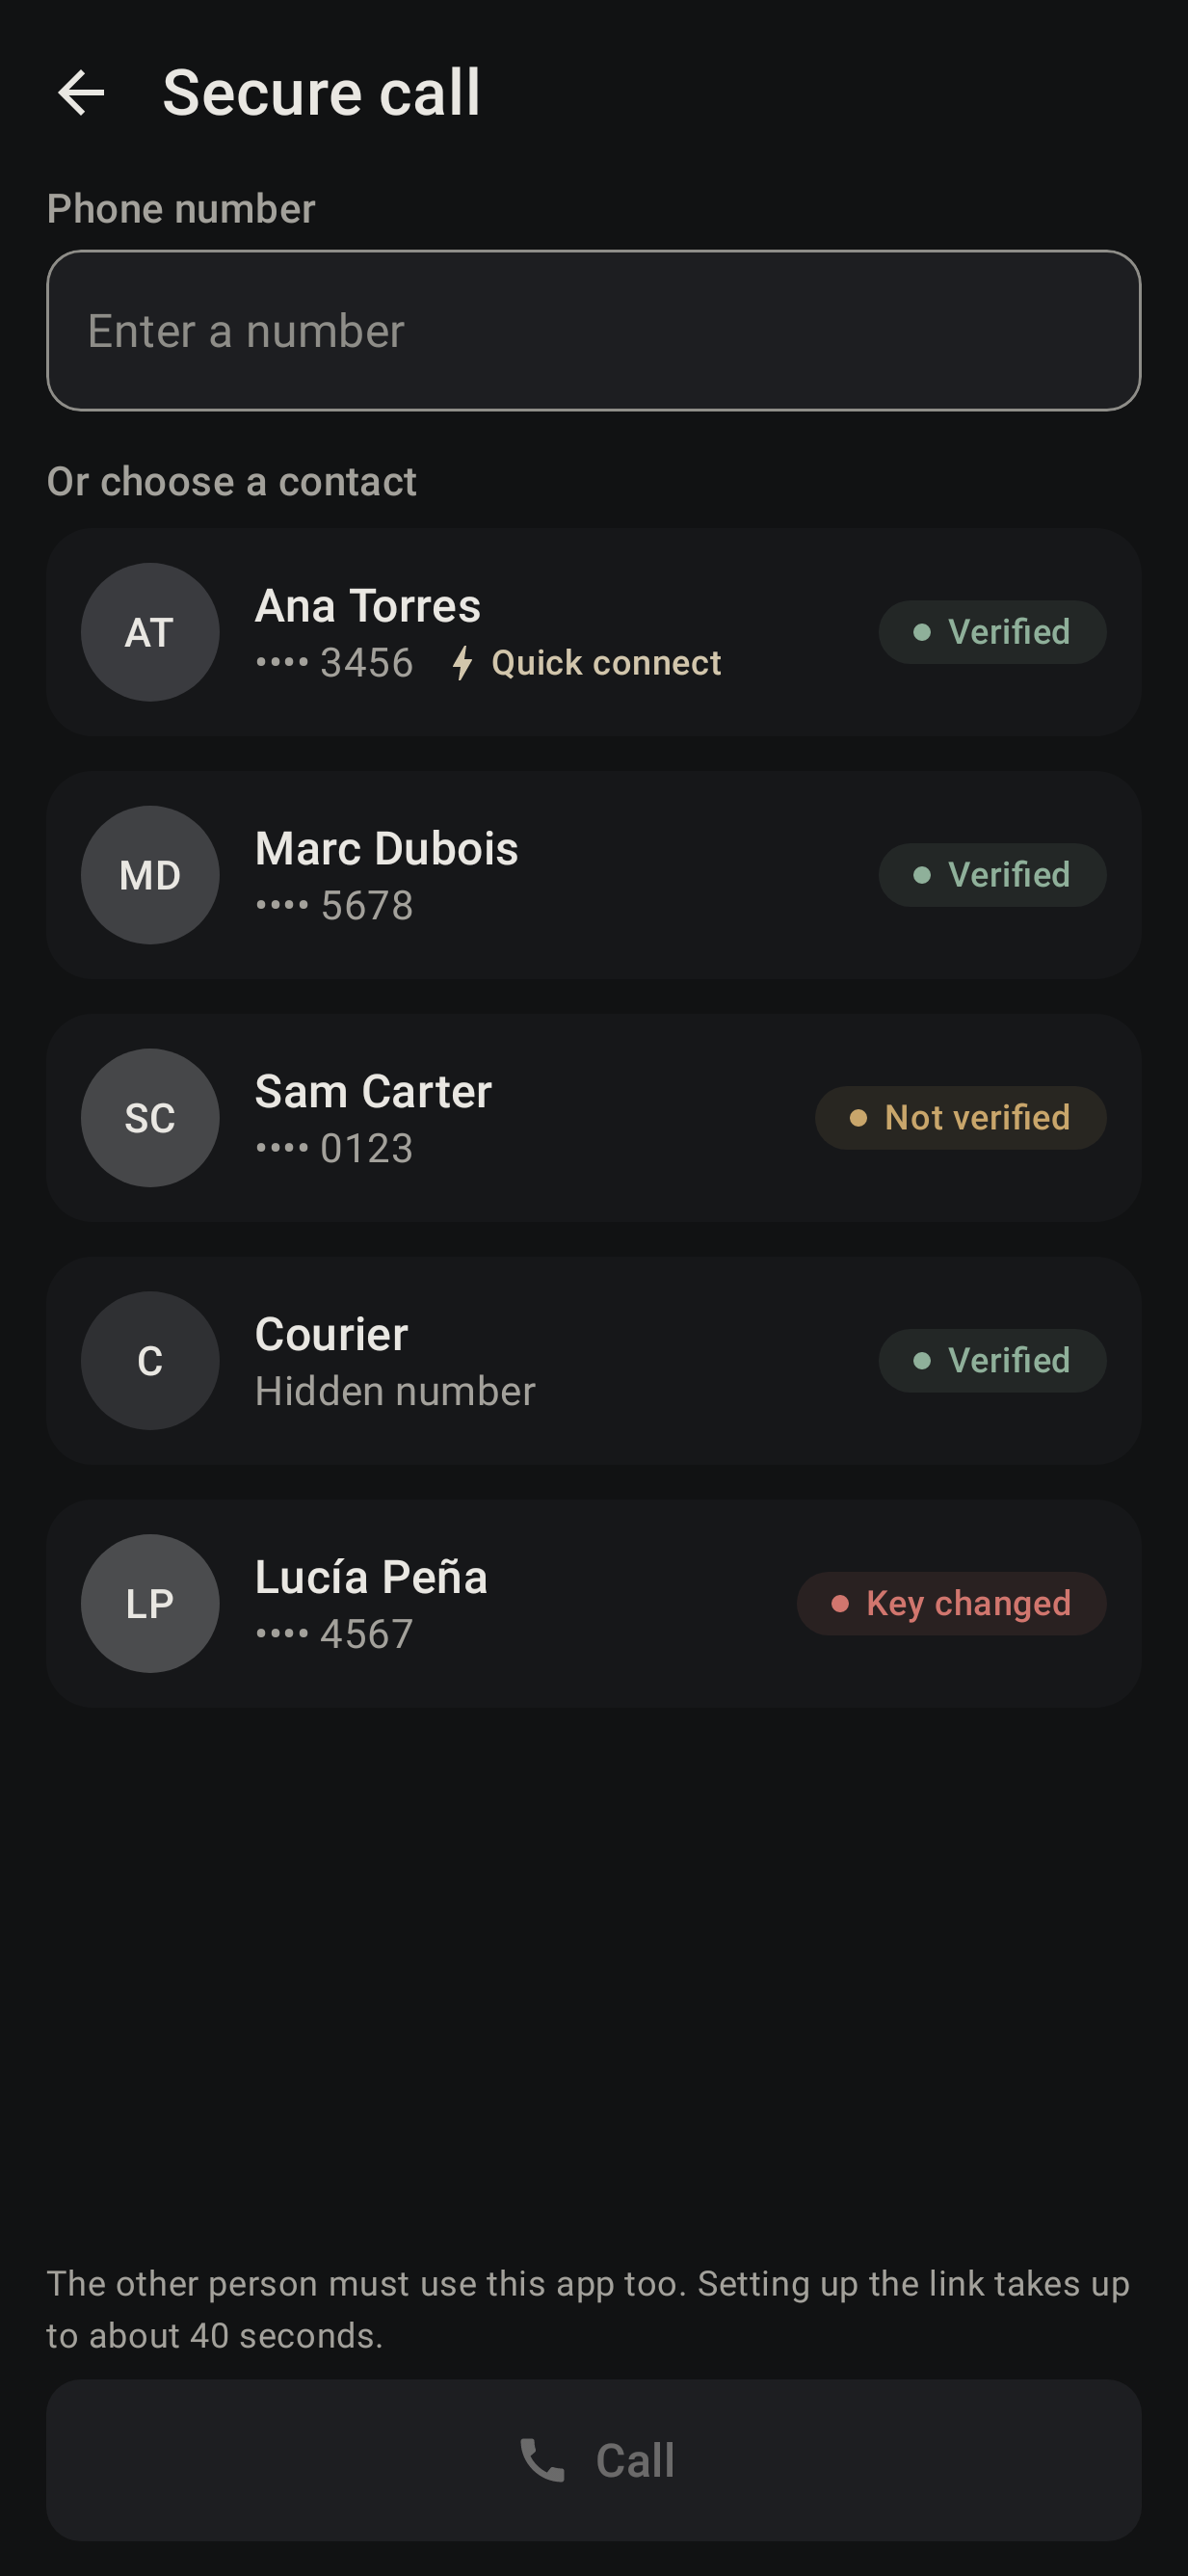 Secure call
Phone number
Enter a number
Or choose a contact
AT
Ana Torres
•••• 3456 Quick connect
Verified
MD
Marc Dubois
•••• 5678
Verified
SC
Sam Carter
•••• 0123
Not verified
C
Courier
Hidden number
Verified
LP
Lucía Peña
•••• 4567
Key changed
The other person must use this app too. Setting up the link takes up
to about 40 seconds.
Call